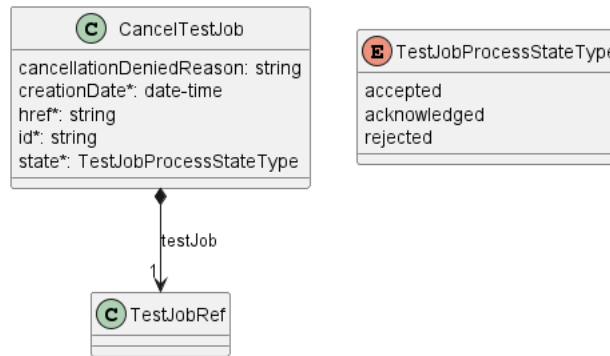 C CancelTestJob
cancellationDeniedReason: string
creationDate*: date-time
href*: string
id*: string
state*: TestJobProcessStateType
E TestJobProcessStateType
accepted
acknowledged
rejected
testJob
1
C TestJobRef